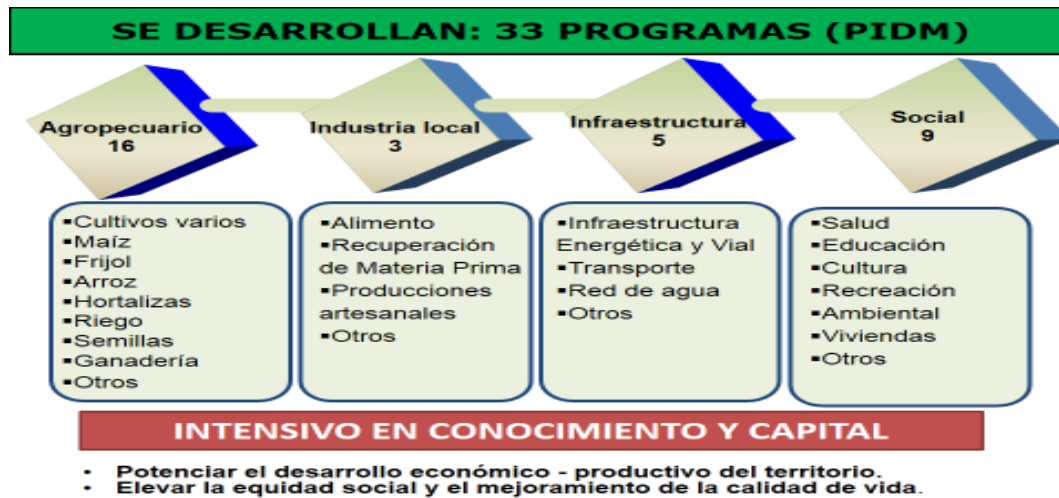 SE DESARROLLAN: 33 PROGRAMAS (PIDM)
Agropecuario
16
Industria local
3
Infraestructura
5
Social
9
▪Cultivos varios
▪Maíz
▪Frijol
▪Arroz
▪Hortalizas
▪Riego
▪Semillas
▪Ganadería
▪Otros
▪Alimento
▪Recuperación
de Materia Prima
▪Producciones
artesanales
▪Otros
▪Infraestructura
Energética y Vial
▪Transporte
▪Red de agua
▪Otros
▪Salud
▪Educación
▪Cultura
▪Recreación
▪Ambiental
▪Viviendas
▪Otros
INTENSIVO EN CONOCIMIENTO Y CAPITAL
• Potenciar el desarrollo económico - productivo del territorio.
• Elevar la equidad social y el mejoramiento de la calidad de vida.